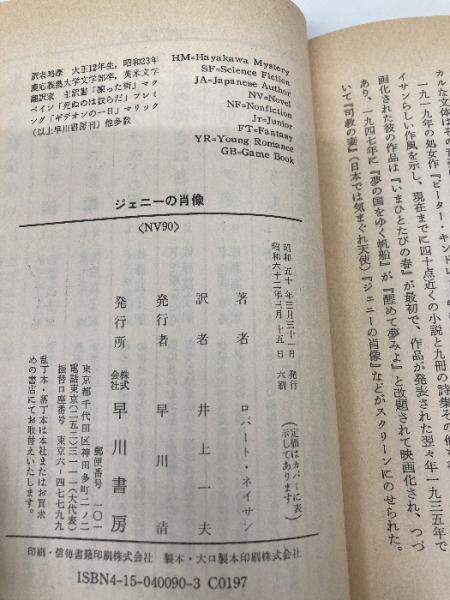 訳者略歴 大正12年生,昭和23年
慶応義塾大学文学部卒,英米文学
翻訳家 主訳書『凍った街』マク
ベイン『死ぬのは奴らだ』フレミ
ング『ギデオンの一日』マリック
(以上早川書房刊)他多数
HM=Hayakawa Mystery
SF=Science Fiction
JA=Japanese Author
NV=Novel
NF=Nonfiction
Jr=Junior
FT=Fantasy
YR=Young Romance
GB=Game Book
ジェニーの肖像
〈NV90〉
昭和五十年三月三十一日 発行
昭和六十二年二月十五日 六刷
(定価はカバーに表
示してあります)
著者 ロバート・ネイサン
訳者 井上一夫
発行者 早川清
発行所 株式会社 早川書房
郵便番号 一〇一
東京都千代田区神田多町二ノ二
電話東京(二五二)三一一一(大代表)
振替口座番号 東京六-四七七九九
乱丁本・落丁本は本社またはお買求
めの書店にてお取替えいたします。
印刷・信毎書籍印刷株式会社 製本・大口製本印刷株式会社
ISBN4-15-040090-3 C0197
一九一九年の処女作『ピーター・キンド
イサンらしい作風を示し、現在までに四十点近くの小説と九冊の詩集その他
画化された彼の作品は『いまひとたびの春』が最初で、作品が発表された翌々年一九三五年で
あり、一九四七年に『夢の国をゆく帆船』が『醒めて夢みよ』と改題されて映画化され、つづ
いて『司教の妻』(日本では気まぐれ天使)『ジェニーの肖像』などがスクリーンにのせられた。